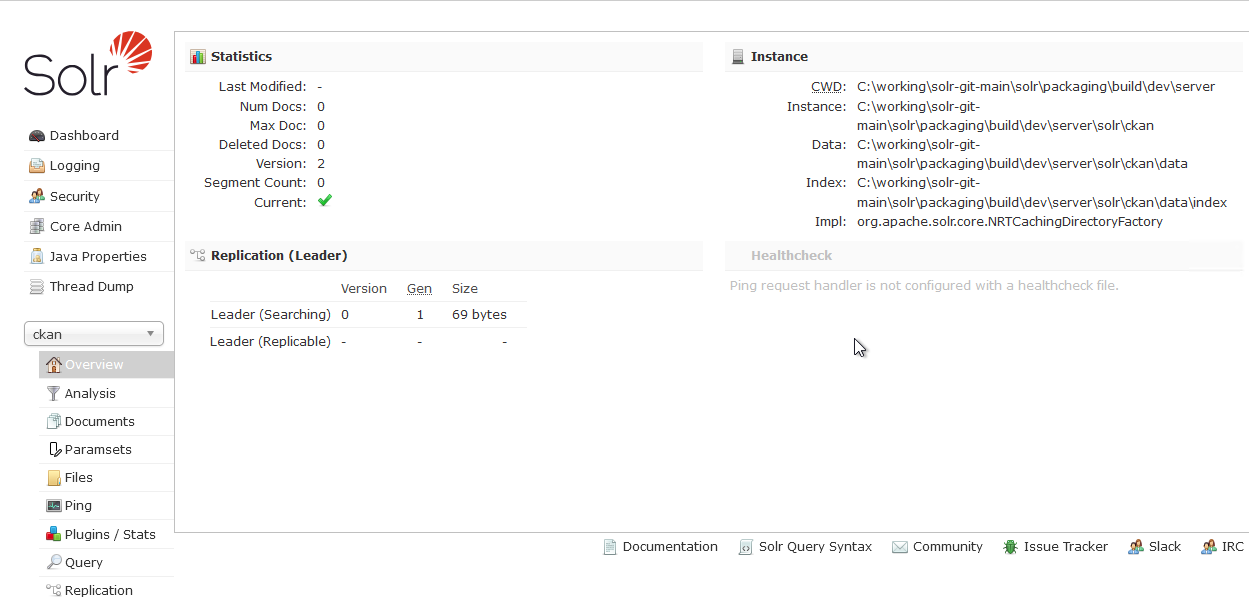 Solr
Dashboard
Logging
Security
Core Admin
Java Properties
Thread Dump
ckan
Overview
Analysis
Documents
Paramsets
Files
Ping
Plugins / Stats
Query
Replication
Statistics
Last Modified: -
Num Docs: 0
Max Doc: 0
Deleted Docs: 0
Version: 2
Segment Count: 0
Current:
Replication (Leader)
Version Gen Size
Leader (Searching) 0 1 69 bytes
Leader (Replicable) - - -
Instance
CWD: C:\working\solr-git-main\solr\packaging\build\dev\server
Instance: C:\working\solr-git-
main\solr\packaging\build\dev\server\solr\ckan
Data: C:\working\solr-git-
main\solr\packaging\build\dev\server\solr\ckan\data
Index: C:\working\solr-git-
main\solr\packaging\build\dev\server\solr\ckan\data\index
Impl: org.apache.solr.core.NRTCachingDirectoryFactory
Healthcheck
Ping request handler is not configured with a healthcheck file.
Documentation Solr Query Syntax Community Issue Tracker Slack IRC